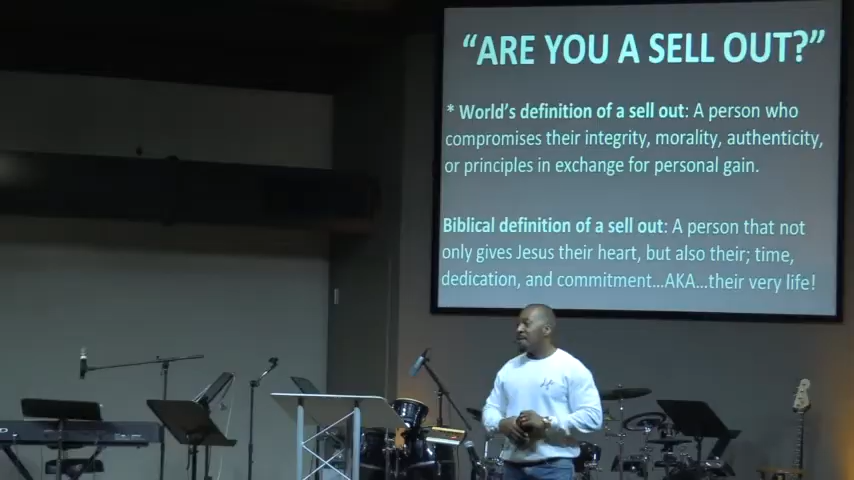 “ARE YOU A SELL OUT?”
* World’s definition of a sell out: A person who
compromises their integrity, morality, authenticity,
or principles in exchange for personal gain.
Biblical definition of a sell out: A person that not
only gives Jesus their heart, but also their; time,
dedication, and commitment...AKA...their very life!